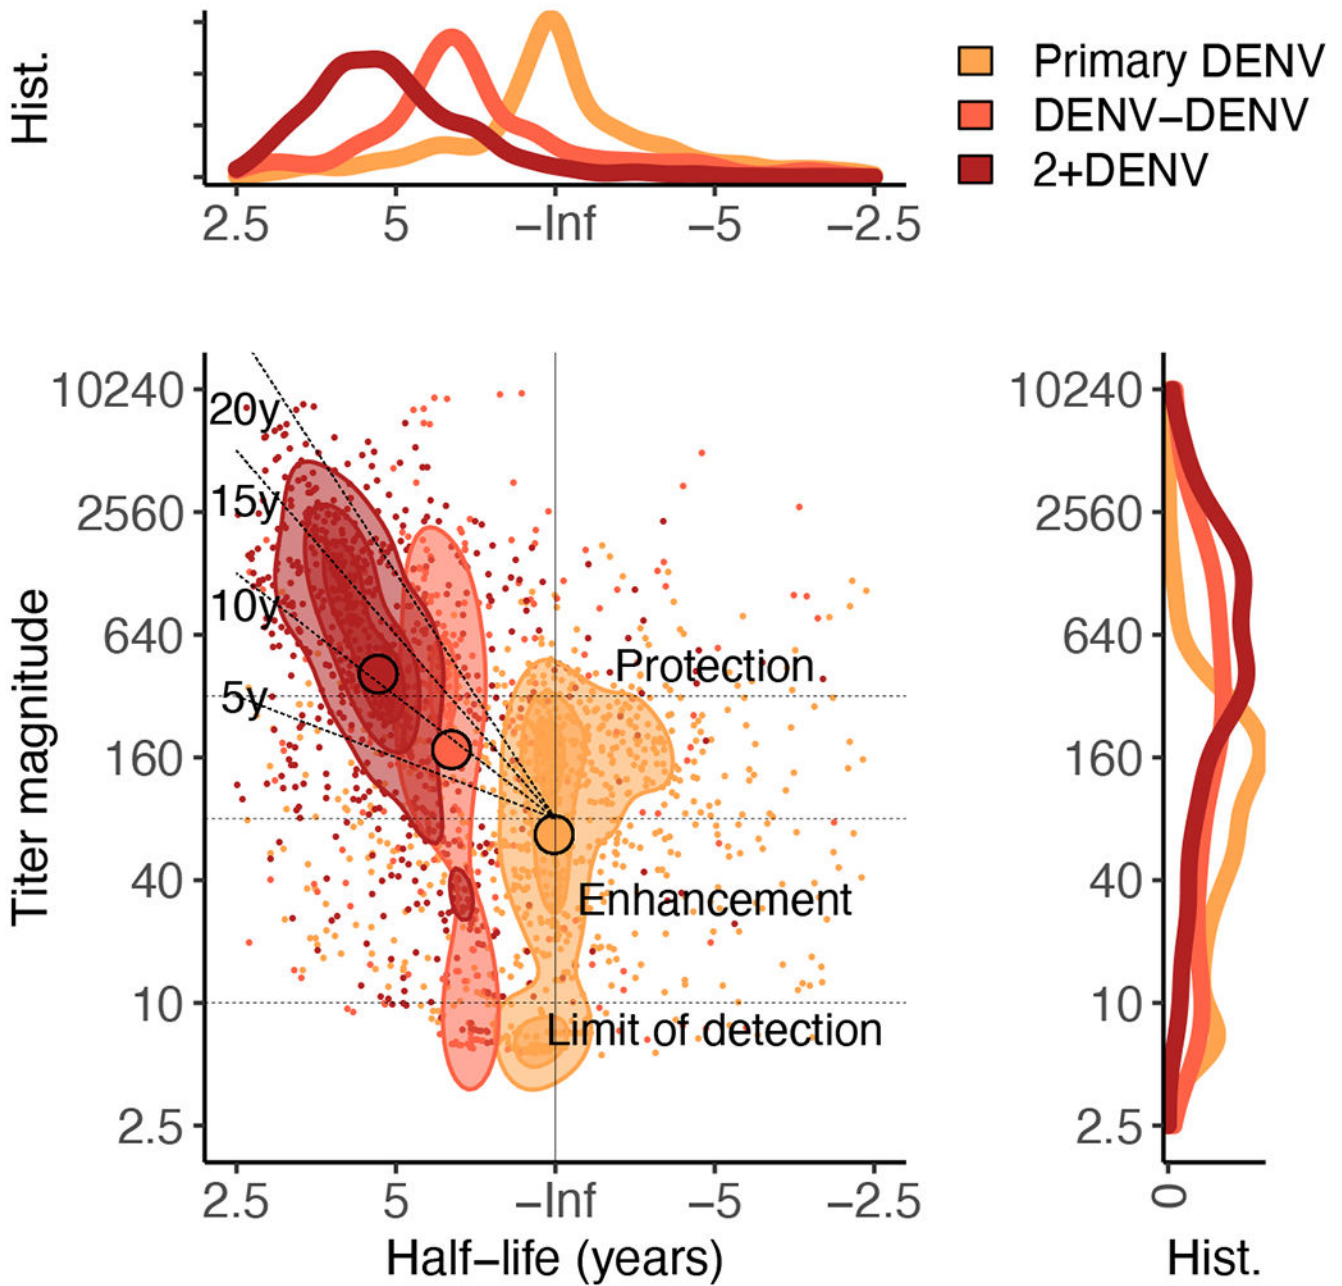 Hist.
2.5 5 −Inf −5 −2.5
Primary DENV
DENV−DENV
2+DENV
Titer magnitude
10240
2560
640
160
40
10
2.5
20y
15y
10y
5y
Protection
Enhancement
Limit of detection
2.5 5 −Inf −5 −2.5
Half−life (years)
10240
2560
640
160
40
10
2.5
0
Hist.